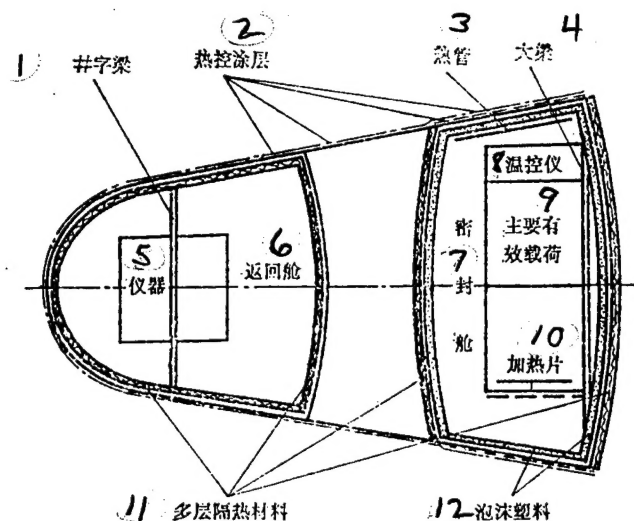 1 井字梁
2 热控涂层
3 热管
4 大梁
5 仪器
6 返回舱
密
7 封
舱
8 温控仪
9 主要有
效载荷
10 加热片
11 多层隔热材料
12 泡沫塑料